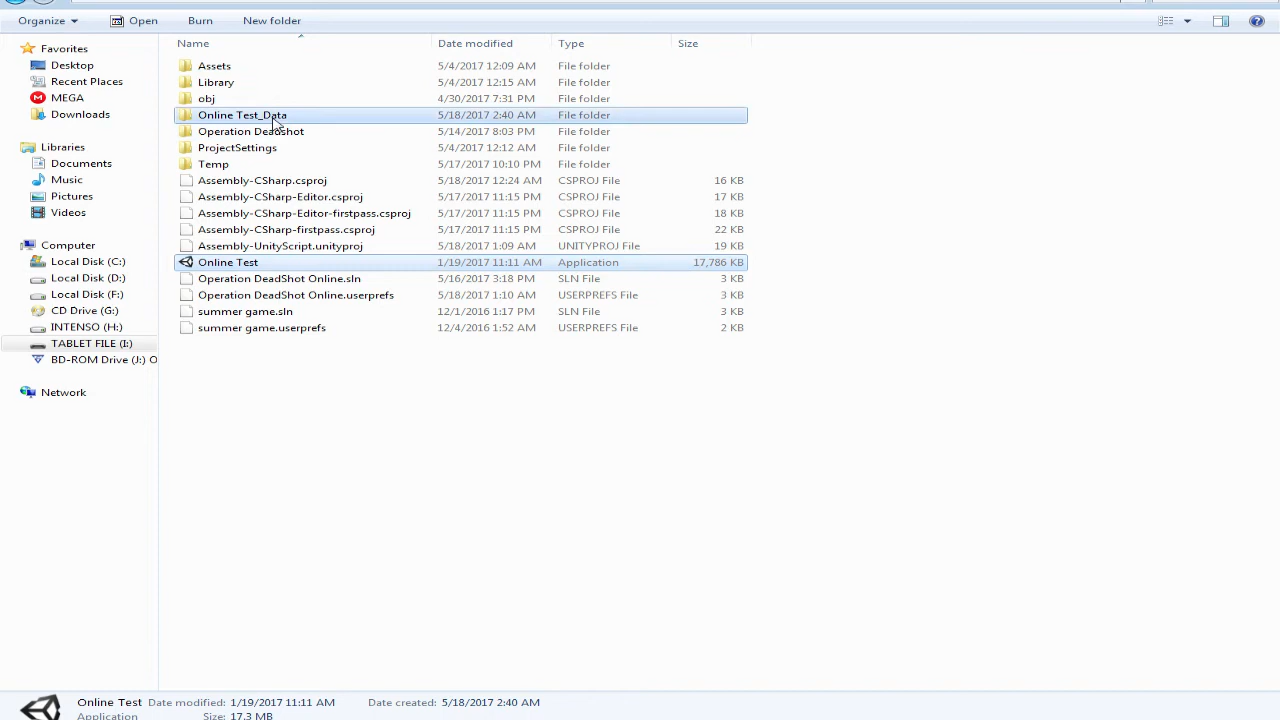 Organize Open Burn New folder
Name Date modified Type Size
Favorites
Desktop
Recent Places
MEGA
Downloads
Libraries
Documents
Music
Pictures
Videos
Computer
Local Disk (C:)
Local Disk (D:)
Local Disk (F:)
CD Drive (G:)
INTENSO (H:)
TABLET FILE (I:)
BD-ROM Drive (J:) O
Network
Assets 5/4/2017 12:09 AM File folder
Library 5/4/2017 12:15 AM File folder
obj 4/30/2017 7:31 PM File folder
Online Test_Data 5/18/2017 2:40 AM File folder
Operation Deadshot 5/14/2017 8:03 PM File folder
ProjectSettings 5/4/2017 12:12 AM File folder
Temp 5/17/2017 10:10 PM File folder
Assembly-CSharp.csproj 5/18/2017 12:24 AM CSPROJ File 16 KB
Assembly-CSharp-Editor.csproj 5/17/2017 11:15 PM CSPROJ File 17 KB
Assembly-CSharp-Editor-firstpass.csproj 5/17/2017 11:15 PM CSPROJ File 18 KB
Assembly-CSharp-firstpass.csproj 5/17/2017 11:15 PM CSPROJ File 22 KB
Assembly-UnityScript.unityproj 5/18/2017 1:09 AM UNITYPROJ File 19 KB
Online Test 1/19/2017 11:11 AM Application 17,786 KB
Operation DeadShot Online.sln 5/16/2017 3:18 PM SLN File 3 KB
Operation DeadShot Online.userprefs 5/18/2017 1:10 AM USERPREFS File 3 KB
summer game.sln 12/1/2016 1:17 PM SLN File 3 KB
summer game.userprefs 12/4/2016 1:52 AM USERPREFS File 2 KB
Online Test Date modified: 1/19/2017 11:11 AM Date created: 5/18/2017 2:40 AM
Application Size: 17.3 MB